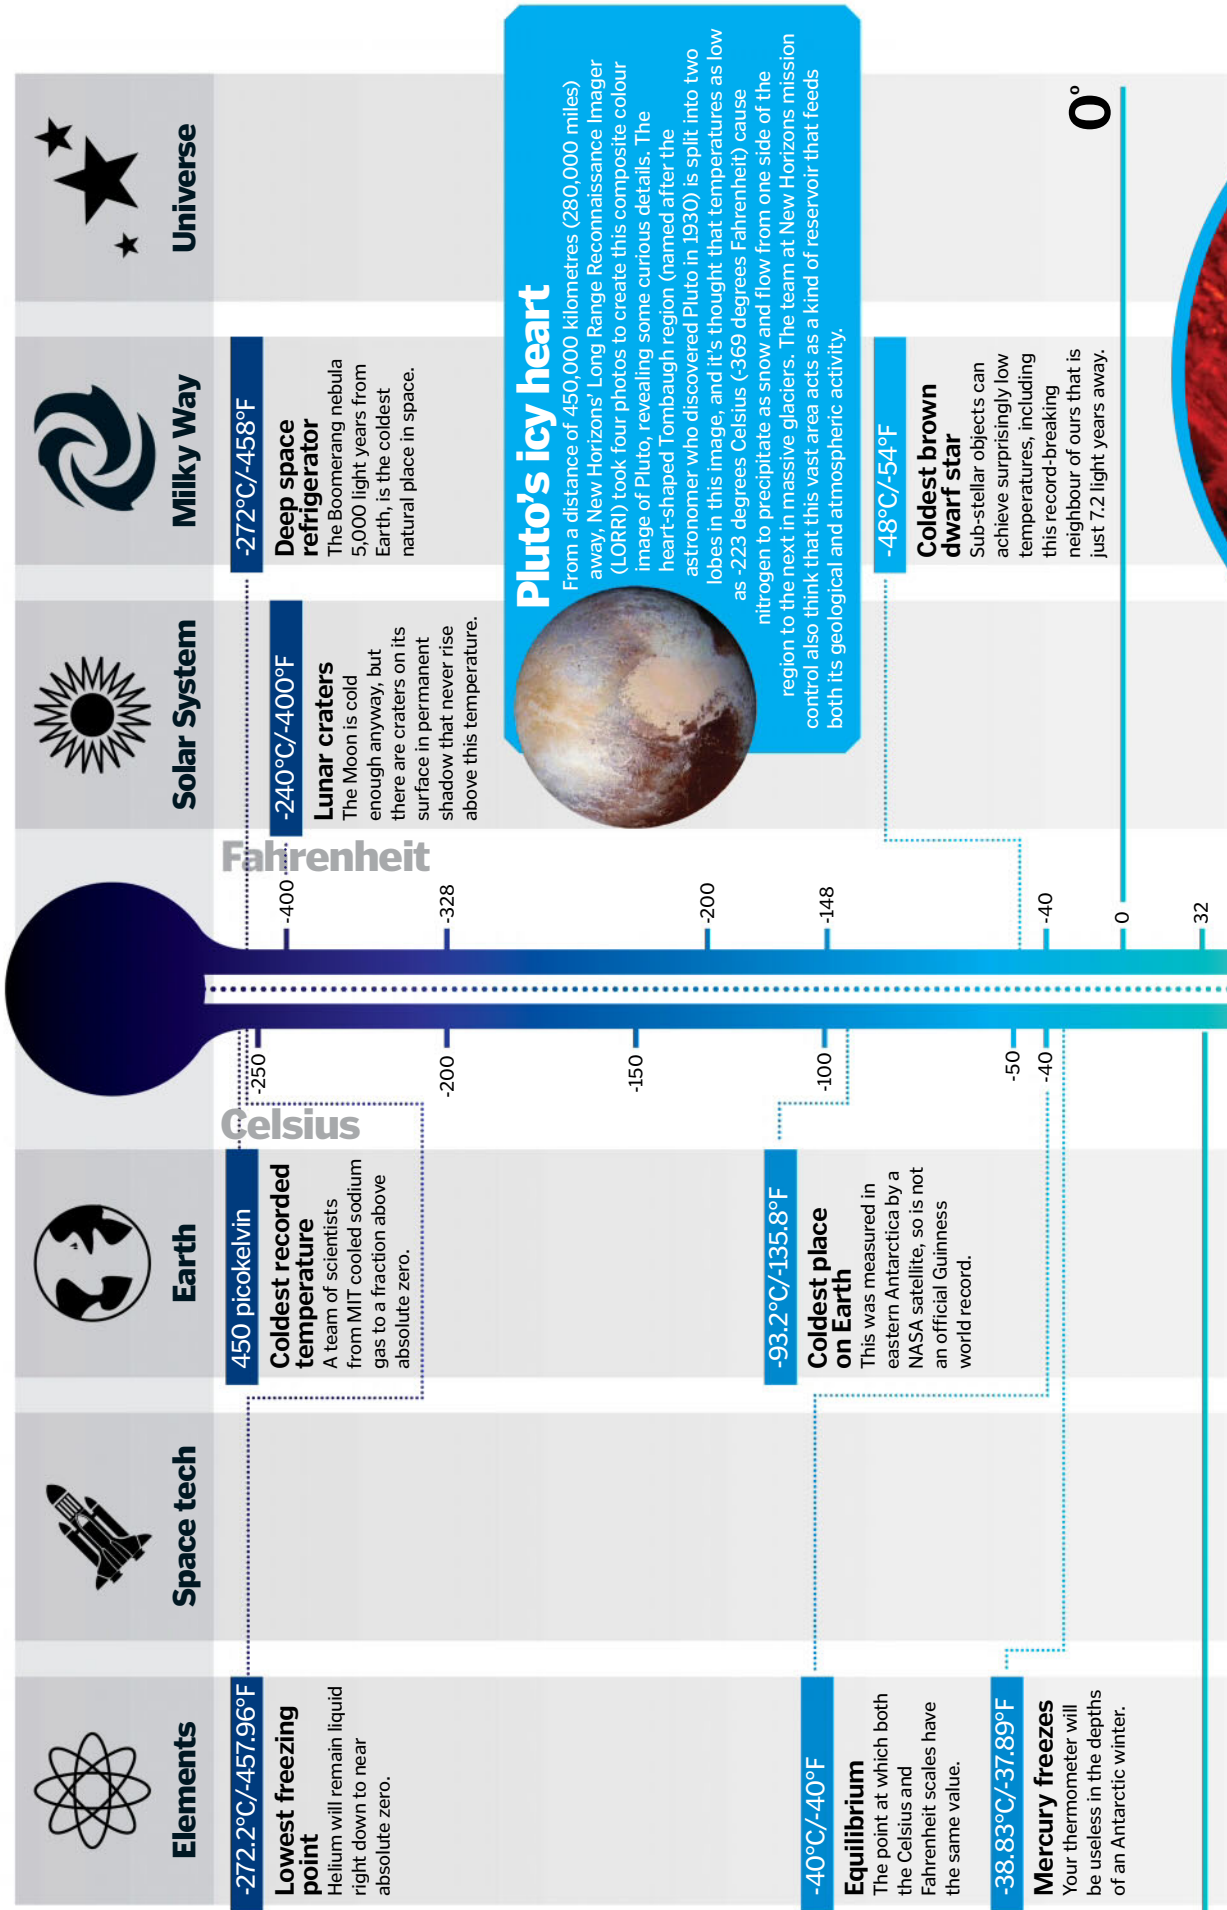 Elements
-272.2°C/-457.96°F
Lowest freezing
point
Helium will remain liquid
right down to near
absolute zero.
-40°C/-40°F
Equilibrium
The point at which both
the Celsius and
Fahrenheit scales have
the same value.
-38.83°C/-37.89°F
Mercury freezes
Your thermometer will
be useless in the depths
of an Antarctic winter.
Space tech
Earth
450 picokelvin
Coldest recorded
temperature
A team of scientists
from MIT cooled sodium
gas to a fraction above
absolute zero.
-93.2°C/-135.8°F
Coldest place
on Earth
This was measured in
eastern Antarctica by a
NASA satellite, so is not
an official Guinness
world record.
Celsius
-250
-200
-150
-100
-50
-40
Fahrenheit
-400
-328
-200
-148
-40
0
32
Solar System
-240°C/-400°F
Lunar craters
The Moon is cold
enough anyway, but
there are craters on its
surface in permanent
shadow that never rise
above this temperature.
Milky Way
-272°C/-458°F
Deep space
refrigerator
The Boomerang nebula
5,000 light years from
Earth, is the coldest
natural place in space.
Pluto's icy heart
From a distance of 450,000 kilometres (280,000 miles)
away, New Horizons' Long Range Reconnaissance Imager
(LORRI) took four photos to create this composite colour
image of Pluto, revealing some curious details. The
heart-shaped Tombaugh region (named after the
astronomer who discovered Pluto in 1930) is split into two
lobes in this image, and it's thought that temperatures as low
as -223 degrees Celsius (-369 degrees Fahrenheit) cause
nitrogen to precipitate as snow and flow from one side of the
region to the next in massive glaciers. The team at New Horizons mission
control also think that this vast area acts as a kind of reservoir that feeds
both its geological and atmospheric activity.
-48°C/-54°F
Coldest brown
dwarf star
Sub-stellar objects can
achieve surprisingly low
temperatures, including
this record-breaking
neighbour of ours that is
just 7.2 light years away.
Universe
0°